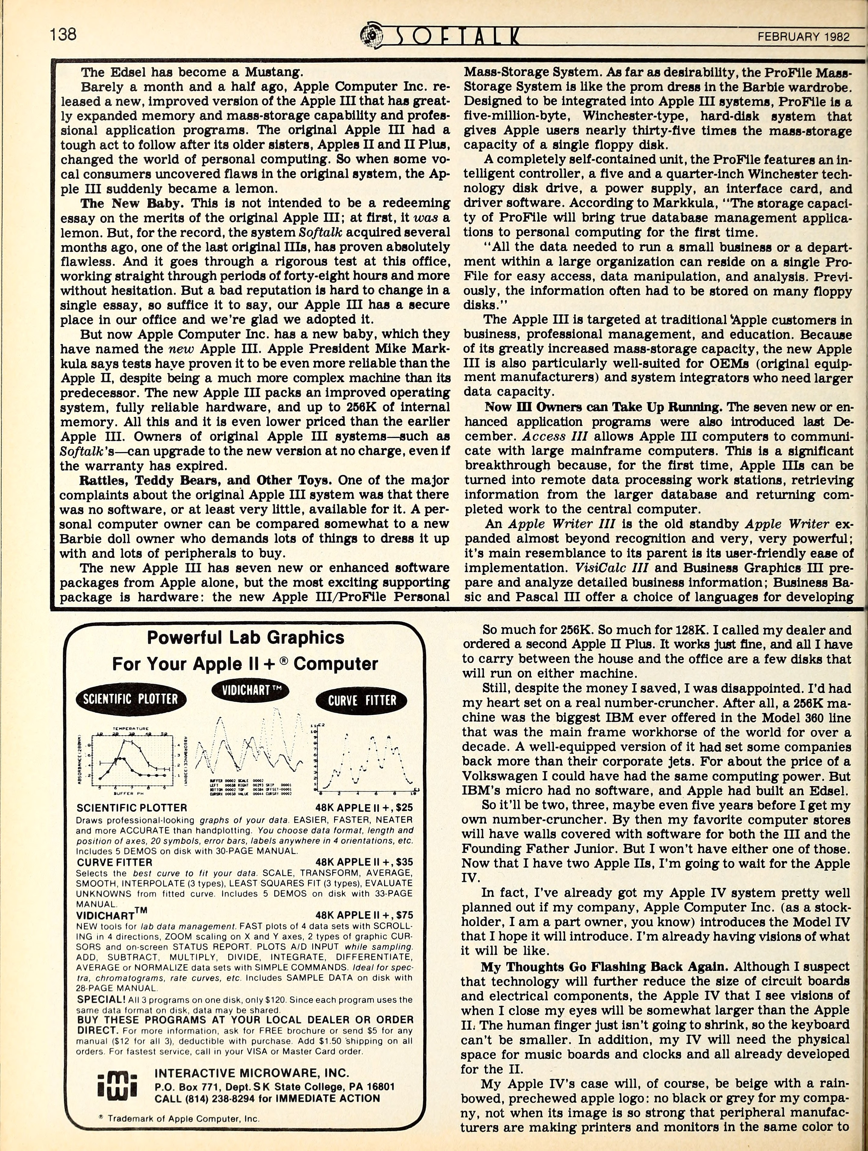 138
SOFTALK
FEBRUARY 1982
The Edsel has become a Mustang.
Barely a month and a half ago, Apple Computer Inc. re-
leased a new, improved version of the Apple III that has great-
ly expanded memory and mass-storage capability and profes-
sional application programs. The original Apple III had a
tough act to follow after its older sisters, Apples II and II Plus,
changed the world of personal computing. So when some vo-
cal consumers uncovered flaws in the original system, the Ap-
ple III suddenly became a lemon.
The New Baby. This is not intended to be a redeeming
essay on the merits of the original Apple III; at first, it was a
lemon. But, for the record, the system Softalk acquired several
months ago, one of the last original IIIs, has proven absolutely
flawless. And it goes through a rigorous test at this office,
working straight through periods of forty-eight hours and more
without hesitation. But a bad reputation is hard to change in a
single essay, so suffice it to say, our Apple III has a secure
place in our office and we're glad we adopted it.
But now Apple Computer Inc. has a new baby, which they
have named the new Apple III. Apple President Mike Mark-
kula says tests have proven it to be even more reliable than the
Apple II, despite being a much more complex machine than its
predecessor. The new Apple III packs an improved operating
system, fully reliable hardware, and up to 256K of internal
memory. All this and it is even lower priced than the earlier
Apple III. Owners of original Apple III systems—such as
Softalk's—can upgrade to the new version at no charge, even if
the warranty has expired.
Rattles, Teddy Bears, and Other Toys. One of the major
complaints about the original Apple III system was that there
was no software, or at least very little, available for it. A per-
sonal computer owner can be compared somewhat to a new
Barbie doll owner who demands lots of things to dress it up
with and lots of peripherals to buy.
The new Apple III has seven new or enhanced software
packages from Apple alone, but the most exciting supporting
package is hardware: the new Apple III/ProFile Personal
Mass-Storage System. As far as desirability, the ProFile Mass-
Storage System is like the prom dress in the Barbie wardrobe.
Designed to be integrated into Apple III systems, ProFile is a
five-million-byte, Winchester-type, hard-disk system that
gives Apple users nearly thirty-five times the mass-storage
capacity of a single floppy disk.
A completely self-contained unit, the ProFile features an in-
telligent controller, a five and a quarter-inch Winchester tech-
nology disk drive, a power supply, an interface card, and
driver software. According to Markkula, "The storage capaci-
ty of ProFile will bring true database management applica-
tions to personal computing for the first time.
"All the data needed to run a small business or a depart-
ment within a large organization can reside on a single Pro-
File for easy access, data manipulation, and analysis. Previ-
ously, the information often had to be stored on many floppy
disks."
The Apple III is targeted at traditional Apple customers in
business, professional management, and education. Because
of its greatly increased mass-storage capacity, the new Apple
III is also particularly well-suited for OEMs (original equip-
ment manufacturers) and system integrators who need larger
data capacity.
Now III Owners can Take Up Running. The seven new or en-
hanced application programs were also introduced last De-
cember. Access III allows Apple III computers to communi-
cate with large mainframe computers. This is a significant
breakthrough because, for the first time, Apple IIIs can be
turned into remote data processing work stations, retrieving
information from the larger database and returning com-
pleted work to the central computer.
An Apple Writer III is the old standby Apple Writer ex-
panded almost beyond recognition and very, very powerful;
it's main resemblance to its parent is its user-friendly ease of
implementation. VisiCalc III and Business Graphics III pre-
pare and analyze detailed business information; Business Ba-
sic and Pascal III offer a choice of languages for developing
Powerful Lab Graphics
For Your Apple II + ® Computer
SCIENTIFIC PLOTTER
VIDICHART™
CURVE FITTER
TEMPERATURE
BUFFER PH
SCIENTIFIC PLOTTER 48K APPLE II +, $25
Draws professional-looking graphs of your data. EASIER, FASTER, NEATER
and more ACCURATE than handplotting. You choose data format, length and
position of axes, 20 symbols, error bars, labels anywhere in 4 orientations, etc.
Includes 5 DEMOS on disk with 30-PAGE MANUAL.
CURVE FITTER 48K APPLE II +, $35
Selects the best curve to fit your data. SCALE, TRANSFORM, AVERAGE,
SMOOTH, INTERPOLATE (3 types), LEAST SQUARES FIT (3 types), EVALUATE
UNKNOWNS from fitted curve. Includes 5 DEMOS on disk with 33-PAGE
MANUAL.
VIDICHART™ 48K APPLE II +, $75
NEW tools for lab data management. FAST plots of 4 data sets with SCROLL-
ING in 4 directions, ZOOM scaling on X and Y axes, 2 types of graphic CUR-
SORS and on-screen STATUS REPORT. PLOTS A/D INPUT while sampling.
ADD, SUBTRACT, MULTIPLY, DIVIDE, INTEGRATE, DIFFERENTIATE,
AVERAGE or NORMALIZE data sets with SIMPLE COMMANDS. Ideal for spec-
tra, chromatograms, rate curves, etc. Includes SAMPLE DATA on disk with
28-PAGE MANUAL.
SPECIAL! All 3 programs on one disk, only $120. Since each program uses the
same data format on disk, data may be shared.
BUY THESE PROGRAMS AT YOUR LOCAL DEALER OR ORDER
DIRECT. For more information, ask for FREE brochure or send $5 for any
manual ($12 for all 3), deductible with purchase. Add $1.50 shipping on all
orders. For fastest service, call in your VISA or Master Card order.
INTERACTIVE MICROWARE, INC.
P.O. Box 771, Dept. SK State College, PA 16801
CALL (814) 238-8294 for IMMEDIATE ACTION
® Trademark of Apple Computer, Inc.
So much for 256K. So much for 128K. I called my dealer and
ordered a second Apple II Plus. It works just fine, and all I have
to carry between the house and the office are a few disks that
will run on either machine.
Still, despite the money I saved, I was disappointed. I'd had
my heart set on a real number-cruncher. After all, a 256K ma-
chine was the biggest IBM ever offered in the Model 360 line
that was the main frame workhorse of the world for over a
decade. A well-equipped version of it had set some companies
back more than their corporate jets. For about the price of a
Volkswagen I could have had the same computing power. But
IBM's micro had no software, and Apple had built an Edsel.
So it'll be two, three, maybe even five years before I get my
own number-cruncher. By then my favorite computer stores
will have walls covered with software for both the III and the
Founding Father Junior. But I won't have either one of those.
Now that I have two Apple IIs, I'm going to wait for the Apple
IV.
In fact, I've already got my Apple IV system pretty well
planned out if my company, Apple Computer Inc. (as a stock-
holder, I am a part owner, you know) introduces the Model IV
that I hope it will introduce. I'm already having visions of what
it will be like.
My Thoughts Go Flashing Back Again. Although I suspect
that technology will further reduce the size of circuit boards
and electrical components, the Apple IV that I see visions of
when I close my eyes will be somewhat larger than the Apple
II. The human finger just isn't going to shrink, so the keyboard
can't be smaller. In addition, my IV will need the physical
space for music boards and clocks and all already developed
for the II.
My Apple IV's case will, of course, be beige with a rain-
bowed, prechewed apple logo: no black or grey for my compa-
ny, not when its image is so strong that peripheral manufac-
turers are making printers and monitors in the same color to